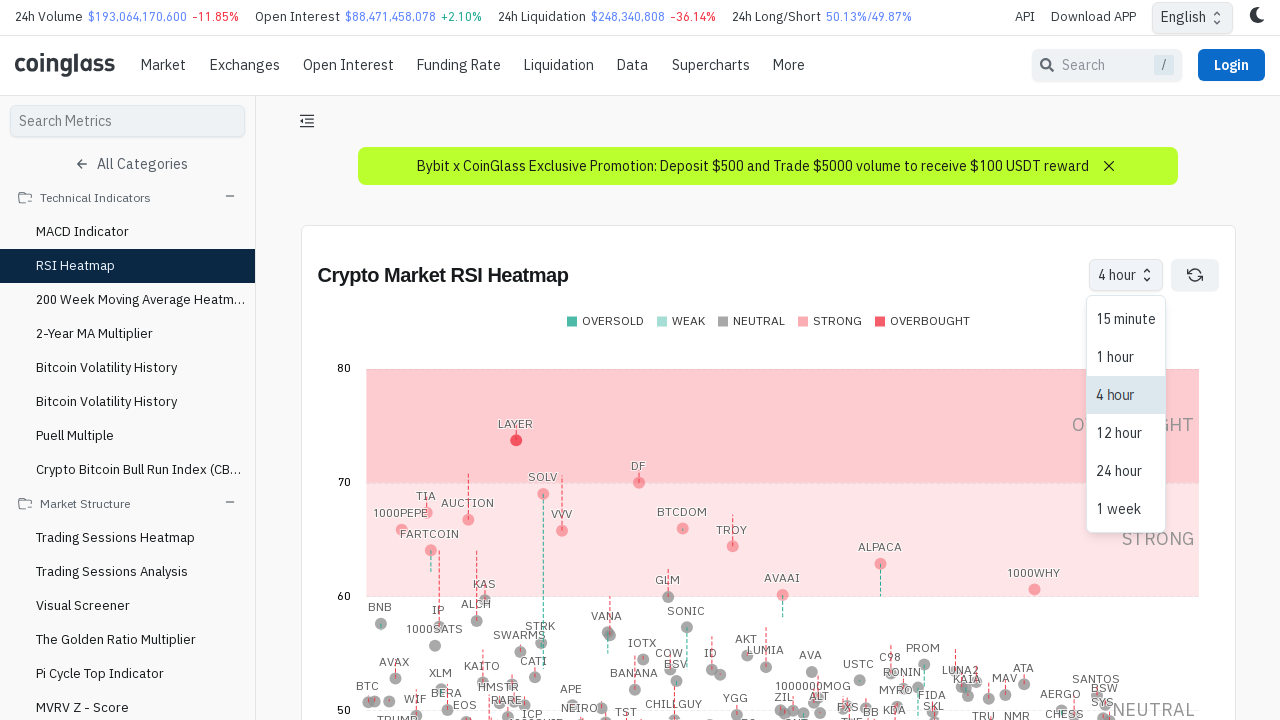 24h Volume $193,064,170,600 -11.85% Open Interest $88,471,458,078 +2.10% 24h Liquidation $248,340,808 -36.14% 24h Long/Short 50.13%/49.87% API Download APP English
coinglass Market Exchanges Open Interest Funding Rate Liquidation Data Supercharts More Search / Login
Search Metrics
All Categories
Technical Indicators
MACD Indicator
RSI Heatmap
200 Week Moving Average Heatm...
2-Year MA Multiplier
Bitcoin Volatility History
Bitcoin Volatility History
Puell Multiple
Crypto Bitcoin Bull Run Index (CB...
Market Structure
Trading Sessions Heatmap
Trading Sessions Analysis
Visual Screener
The Golden Ratio Multiplier
Pi Cycle Top Indicator
MVRV Z - Score
Bybit x CoinGlass Exclusive Promotion: Deposit $500 and Trade $5000 volume to receive $100 USDT reward
Crypto Market RSI Heatmap
4 hour
15 minute
1 hour
4 hour
12 hour
24 hour
1 week
OVERSOLD WEAK NEUTRAL STRONG OVERBOUGHT
80
LAYER
DF
SOLV
70
TIA
AUCTION
1000PEPE
VVV
BTCDOM
FARTCOIN
TROY
STRONG
ALPACA
1000WHY
AVAAI
GLM
KAS
60
BNB
IP
ALCH
SONIC
VANA
1000SATS
STRK
SWARMS
IOTX
AKT
LUMIA
PROM
COW
ID
AVA
C98
CATI
AVAX
KAITO
BSV
USTC
XLM
BANANA
RONIN
LUNA2
ATA
KAIA
MAV
SANTOS
BTC
HMSTR
APE
1000000MOG
MYRO
BSW
BERA
WIF
RARE
YGG
ZIL
ALT
FIDA
AERGO
SYS
EOS
NEIRO
CHILLGUY
SKL
50
ICP
TST
BB
KDA
TRU
NMR
CHESS
NEUTRAL